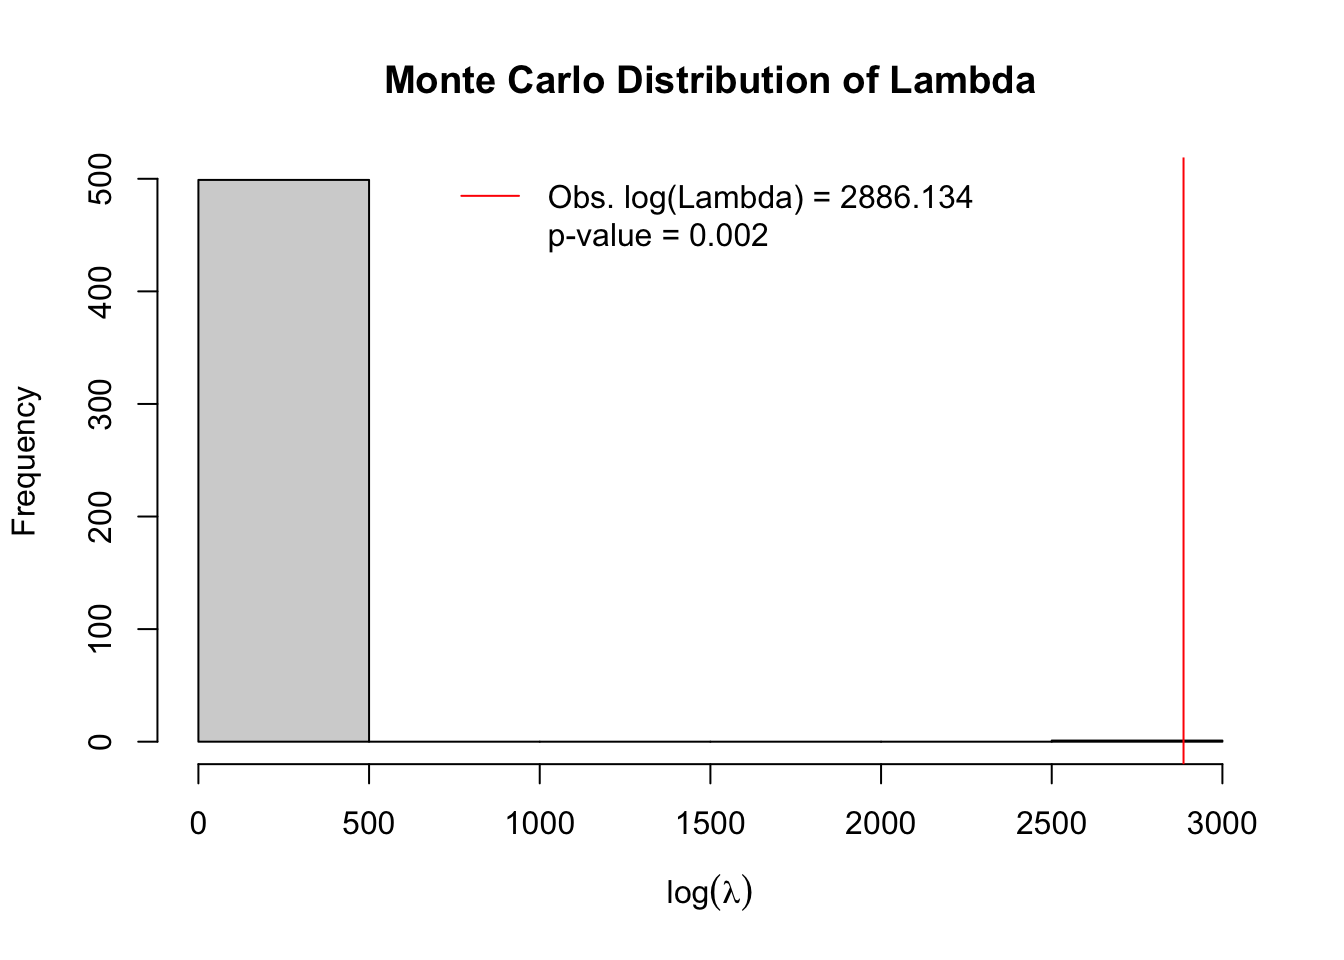 Monte Carlo Distribution of Lambda
Obs. log(Lambda) = 2886.134
p-value = 0.002
Frequency
500
400
300
200
100
0
0 500 1000 1500 2000 2500 3000
log(λ)